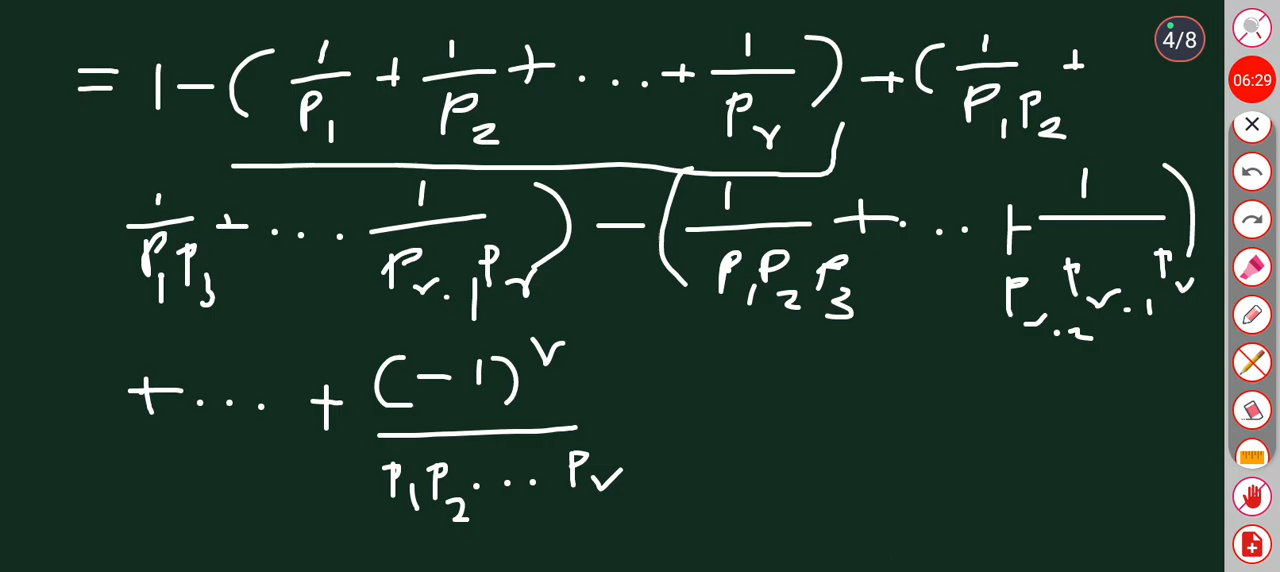 4/8
06:29
= 1 - ( 1/P₁ + 1/P₂ + ... + 1/Pᵣ ) + ( 1/P₁P₂ +
1/P₁P₃ + ... 1/Pᵣ₋₁Pᵣ ) - ( 1/P₁P₂P₃ + ... + 1/Pᵣ₋₂Pᵣ₋₁Pᵣ )
+ ... + (-1)ʳ/P₁P₂...Pᵣ